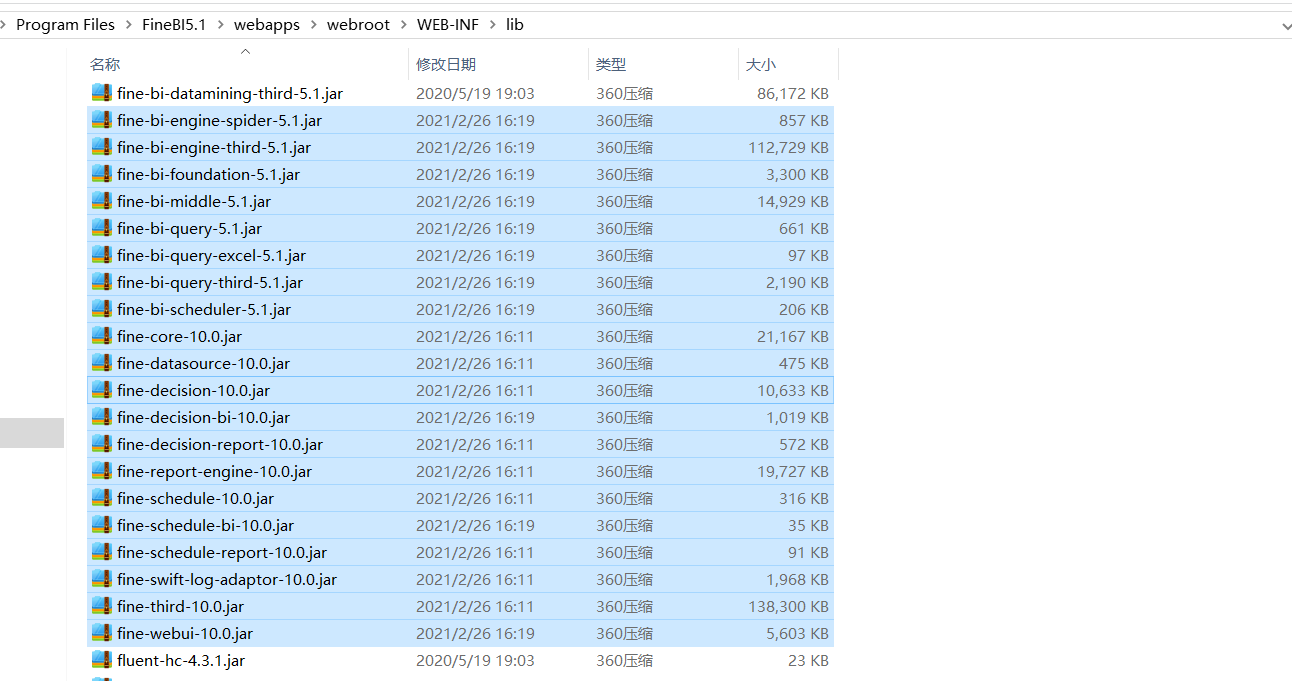 Program Files > FineBI5.1 > webapps > webroot > WEB-INF > lib
名称 修改日期 类型 大小
fine-bi-datamining-third-5.1.jar 2020/5/19 19:03 360压缩 86,172 KB
fine-bi-engine-spider-5.1.jar 2021/2/26 16:19 360压缩 857 KB
fine-bi-engine-third-5.1.jar 2021/2/26 16:19 360压缩 112,729 KB
fine-bi-foundation-5.1.jar 2021/2/26 16:19 360压缩 3,300 KB
fine-bi-middle-5.1.jar 2021/2/26 16:19 360压缩 14,929 KB
fine-bi-query-5.1.jar 2021/2/26 16:19 360压缩 661 KB
fine-bi-query-excel-5.1.jar 2021/2/26 16:19 360压缩 97 KB
fine-bi-query-third-5.1.jar 2021/2/26 16:19 360压缩 2,190 KB
fine-bi-scheduler-5.1.jar 2021/2/26 16:19 360压缩 206 KB
fine-core-10.0.jar 2021/2/26 16:11 360压缩 21,167 KB
fine-datasource-10.0.jar 2021/2/26 16:11 360压缩 475 KB
fine-decision-10.0.jar 2021/2/26 16:11 360压缩 10,633 KB
fine-decision-bi-10.0.jar 2021/2/26 16:19 360压缩 1,019 KB
fine-decision-report-10.0.jar 2021/2/26 16:11 360压缩 572 KB
fine-report-engine-10.0.jar 2021/2/26 16:11 360压缩 19,727 KB
fine-schedule-10.0.jar 2021/2/26 16:11 360压缩 316 KB
fine-schedule-bi-10.0.jar 2021/2/26 16:19 360压缩 35 KB
fine-schedule-report-10.0.jar 2021/2/26 16:11 360压缩 91 KB
fine-swift-log-adaptor-10.0.jar 2021/2/26 16:11 360压缩 1,968 KB
fine-third-10.0.jar 2021/2/26 16:11 360压缩 138,300 KB
fine-webui-10.0.jar 2021/2/26 16:19 360压缩 5,603 KB
fluent-hc-4.3.1.jar 2020/5/19 19:03 360压缩 23 KB